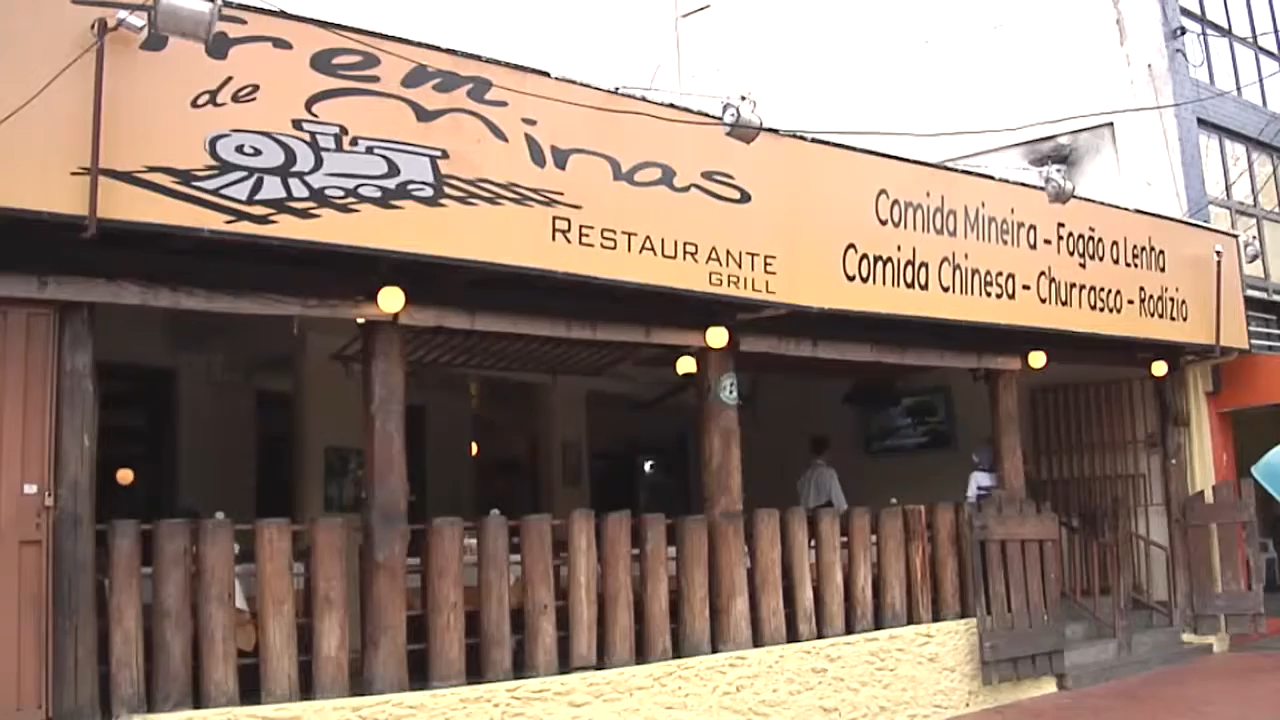 Trem
de Minas
RESTAURANTE
GRILL
Comida Mineira - Fogão a Lenha
Comida Chinesa - Churrasco - Rodízio